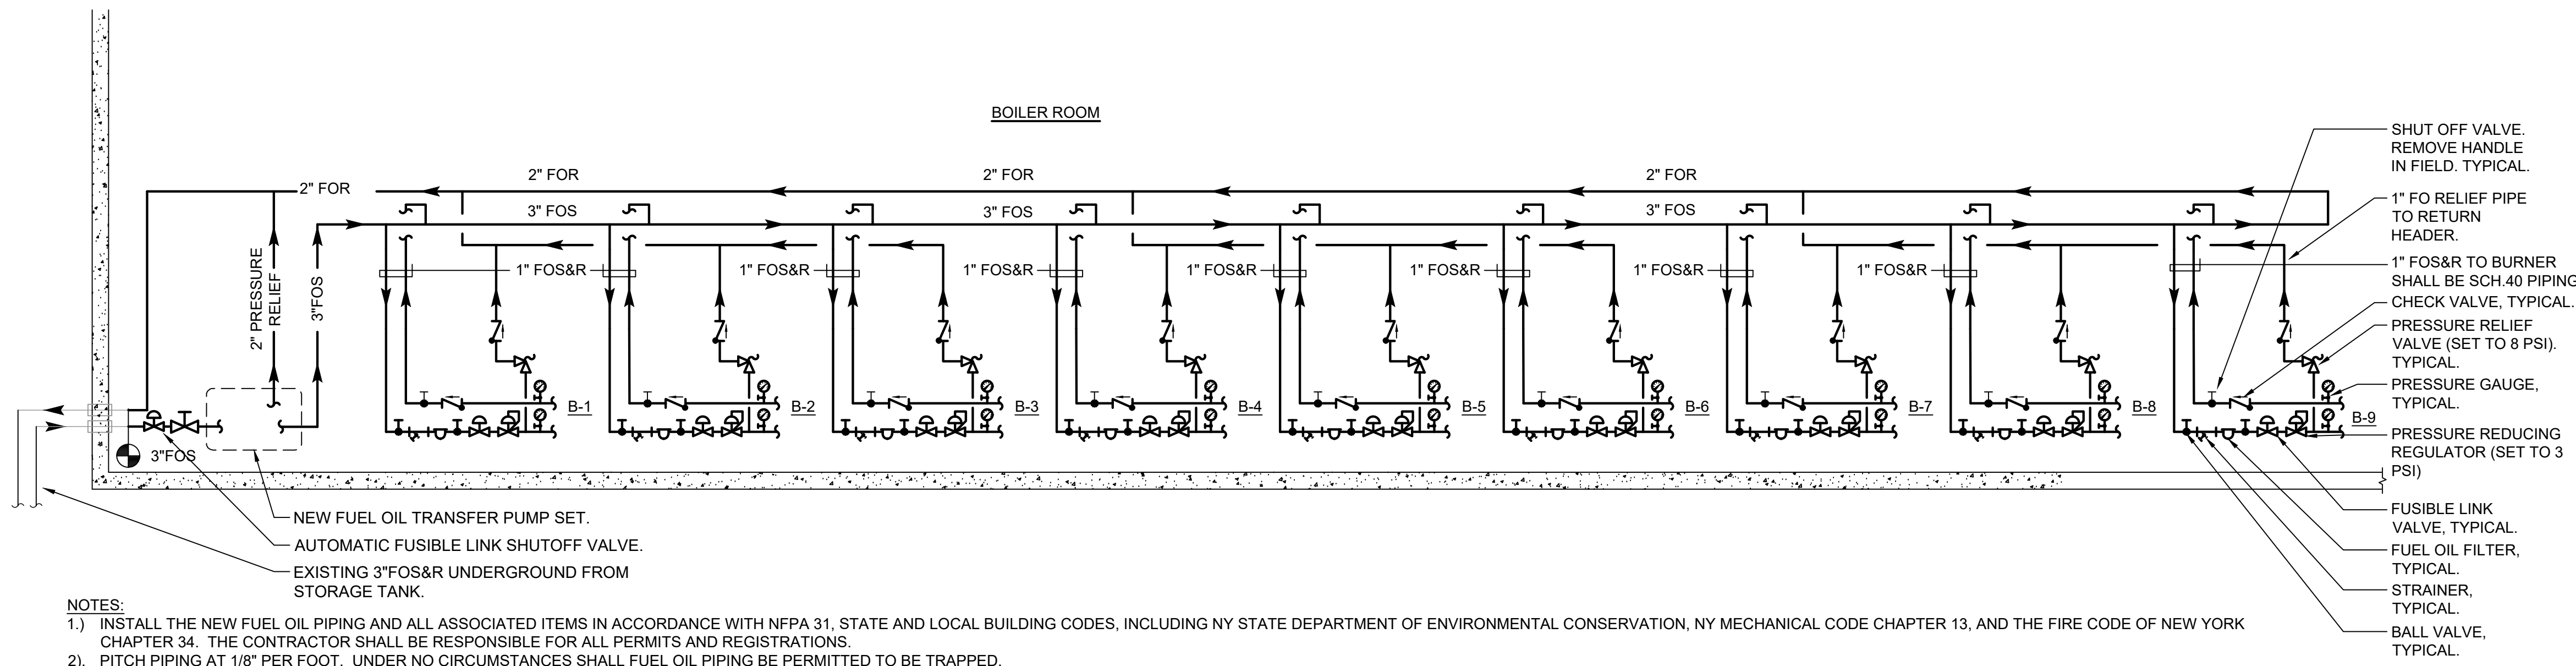 BOILER ROOM
2" FOR
2" FOR
2" FOR
2" FOR
3" FOS
3" FOS
3" FOS
2" PRESSURE
RELIEF
3"FOS
1" FOS&R
1" FOS&R
1" FOS&R
1" FOS&R
1" FOS&R
1" FOS&R
1" FOS&R
B-1
B-2
B-3
B-4
B-5
B-6
B-7
B-8
B-9
3"FOS
SHUT OFF VALVE.
REMOVE HANDLE
IN FIELD. TYPICAL.
1" FO RELIEF PIPE
TO RETURN
HEADER.
1" FOS&R TO BURNER
SHALL BE SCH.40 PIPING
CHECK VALVE, TYPICAL.
PRESSURE RELIEF
VALVE (SET TO 8 PSI).
TYPICAL.
PRESSURE GAUGE,
TYPICAL.
PRESSURE REDUCING
REGULATOR (SET TO 3
PSI)
FUSIBLE LINK
VALVE, TYPICAL.
FUEL OIL FILTER,
TYPICAL.
STRAINER,
TYPICAL.
BALL VALVE,
TYPICAL.
NEW FUEL OIL TRANSFER PUMP SET.
AUTOMATIC FUSIBLE LINK SHUTOFF VALVE.
EXISTING 3"FOS&R UNDERGROUND FROM
STORAGE TANK.
NOTES:
1.) INSTALL THE NEW FUEL OIL PIPING AND ALL ASSOCIATED ITEMS IN ACCORDANCE WITH NFPA 31, STATE AND LOCAL BUILDING CODES, INCLUDING NY STATE DEPARTMENT OF ENVIRONMENTAL CONSERVATION, NY MECHANICAL CODE CHAPTER 13, AND THE FIRE CODE OF NEW YORK
CHAPTER 34. THE CONTRACTOR SHALL BE RESPONSIBLE FOR ALL PERMITS AND REGISTRATIONS.
2). PITCH PIPING AT 1/8" PER FOOT. UNDER NO CIRCUMSTANCES SHALL FUEL OIL PIPING BE PERMITTED TO BE TRAPPED.